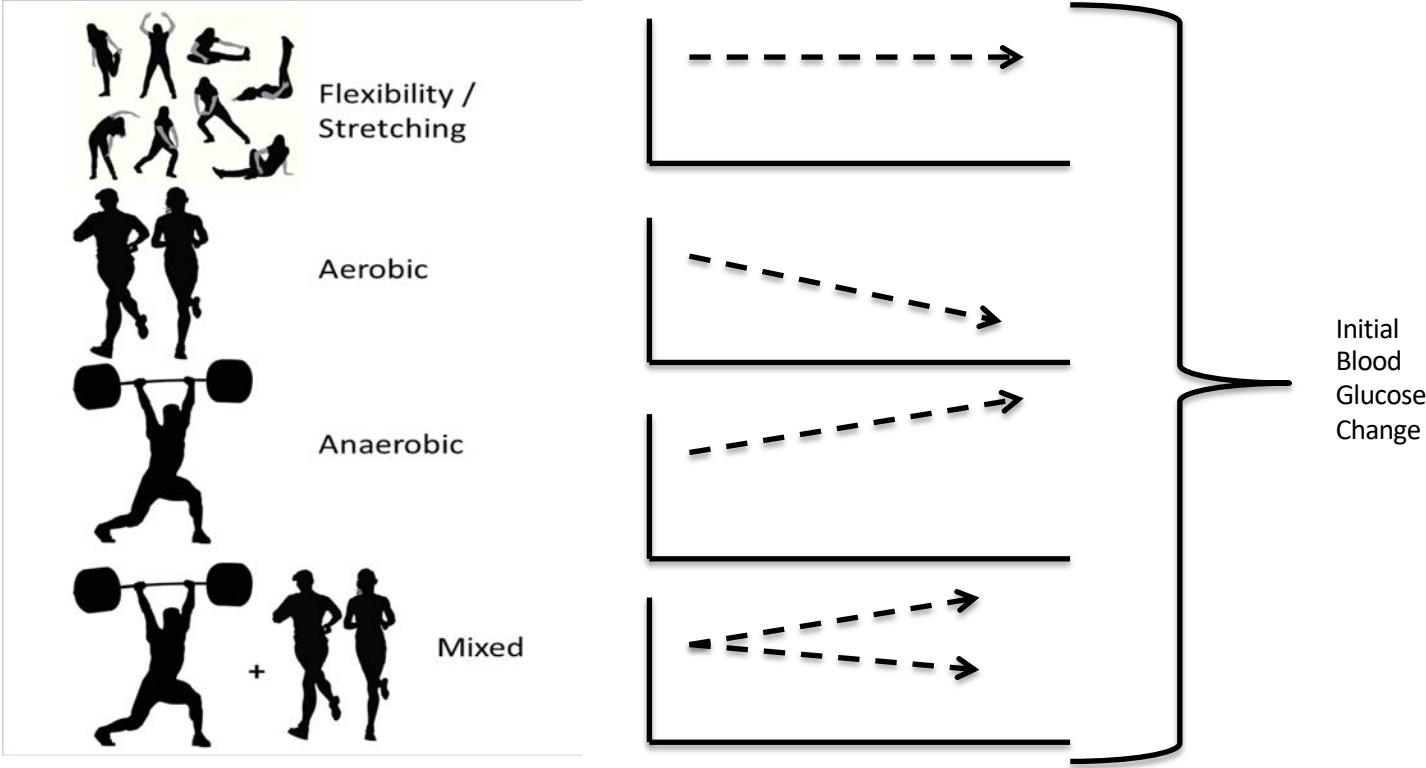 Flexibility /
Stretching
Aerobic
Anaerobic
+
Mixed
Initial
Blood
Glucose
Change